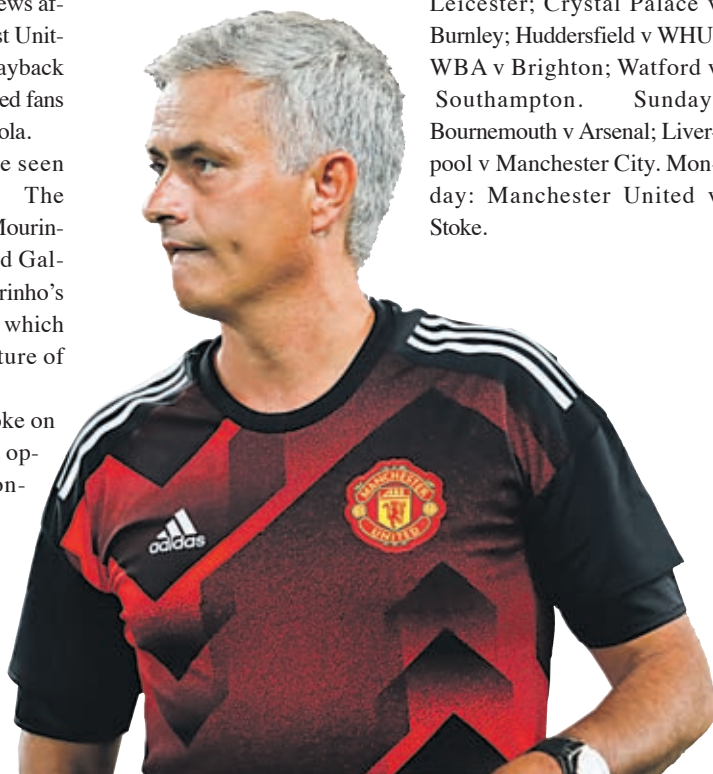 ews af-
st Unit-
ayback
ed fans
ola.
e seen
The
Mourin-
d Gal-
rinho's
which
ture of
oke on
op-
on-
Leicester; Crystal Palace v
Burnley; Huddersfield v WHU;
WBA v Brighton; Watford v
Southampton. Sunday:
Bournemouth v Arsenal; Liver-
pool v Manchester City. Mon-
day: Manchester United v
Stoke.
adidas
MANCHESTER
UNITED